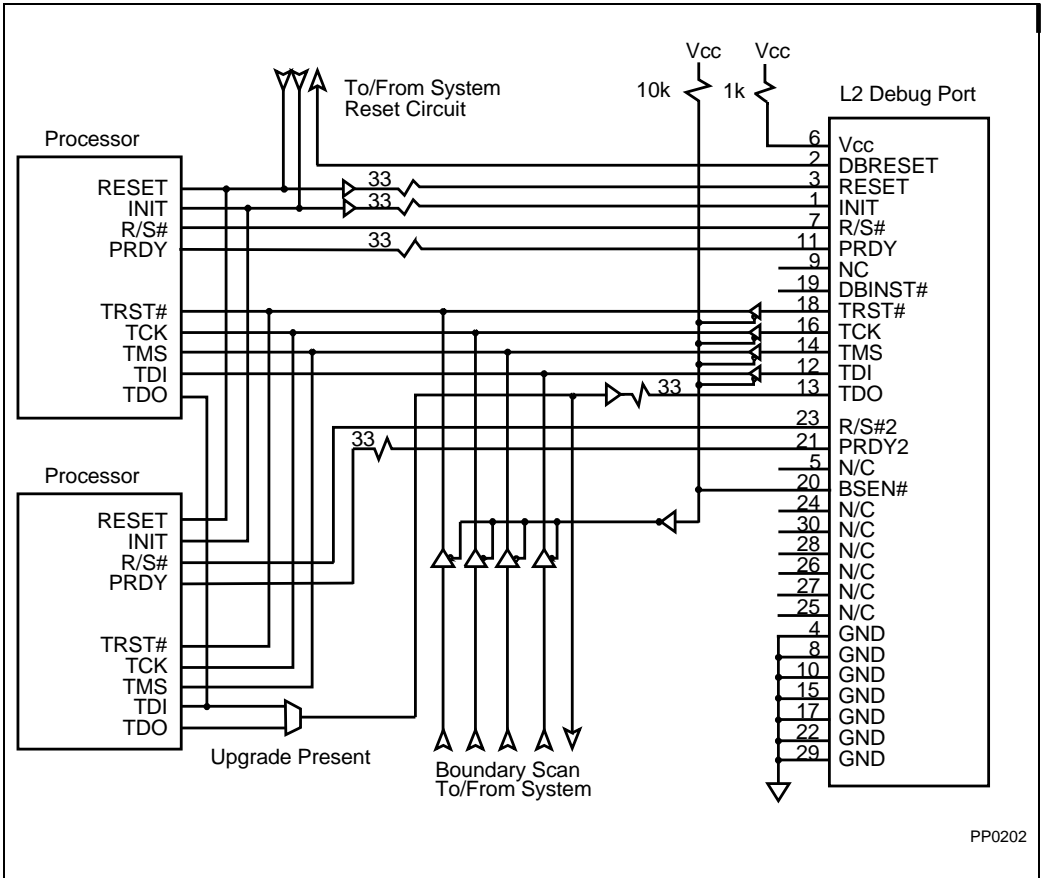 Vcc
Vcc
10k
1k
L2 Debug Port
To/From System
Reset Circuit
Processor
RESET
INIT
R/S#
PRDY
TRST#
TCK
TMS
TDI
TDO
33
33
33
33
6 Vcc
2 DBRESET
3 RESET
1 INIT
7 R/S#
11 PRDY
9 NC
19 DBINST#
18 TRST#
16 TCK
14 TMS
12 TDI
13 TDO
23 R/S#2
21 PRDY2
5 N/C
20 BSEN#
24 N/C
30 N/C
28 N/C
26 N/C
27 N/C
25 N/C
4 GND
8 GND
10 GND
15 GND
17 GND
22 GND
29 GND
33
Processor
RESET
INIT
R/S#
PRDY
TRST#
TCK
TMS
TDI
TDO
Upgrade Present
Boundary Scan
To/From System
PP0202